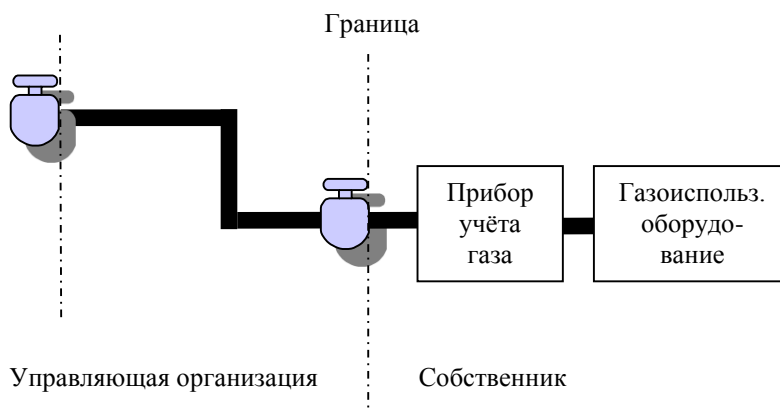 Граница
Прибор
учёта
газа
Газоиспольз.
оборудо-
вание
Управляющая организация
Собственник